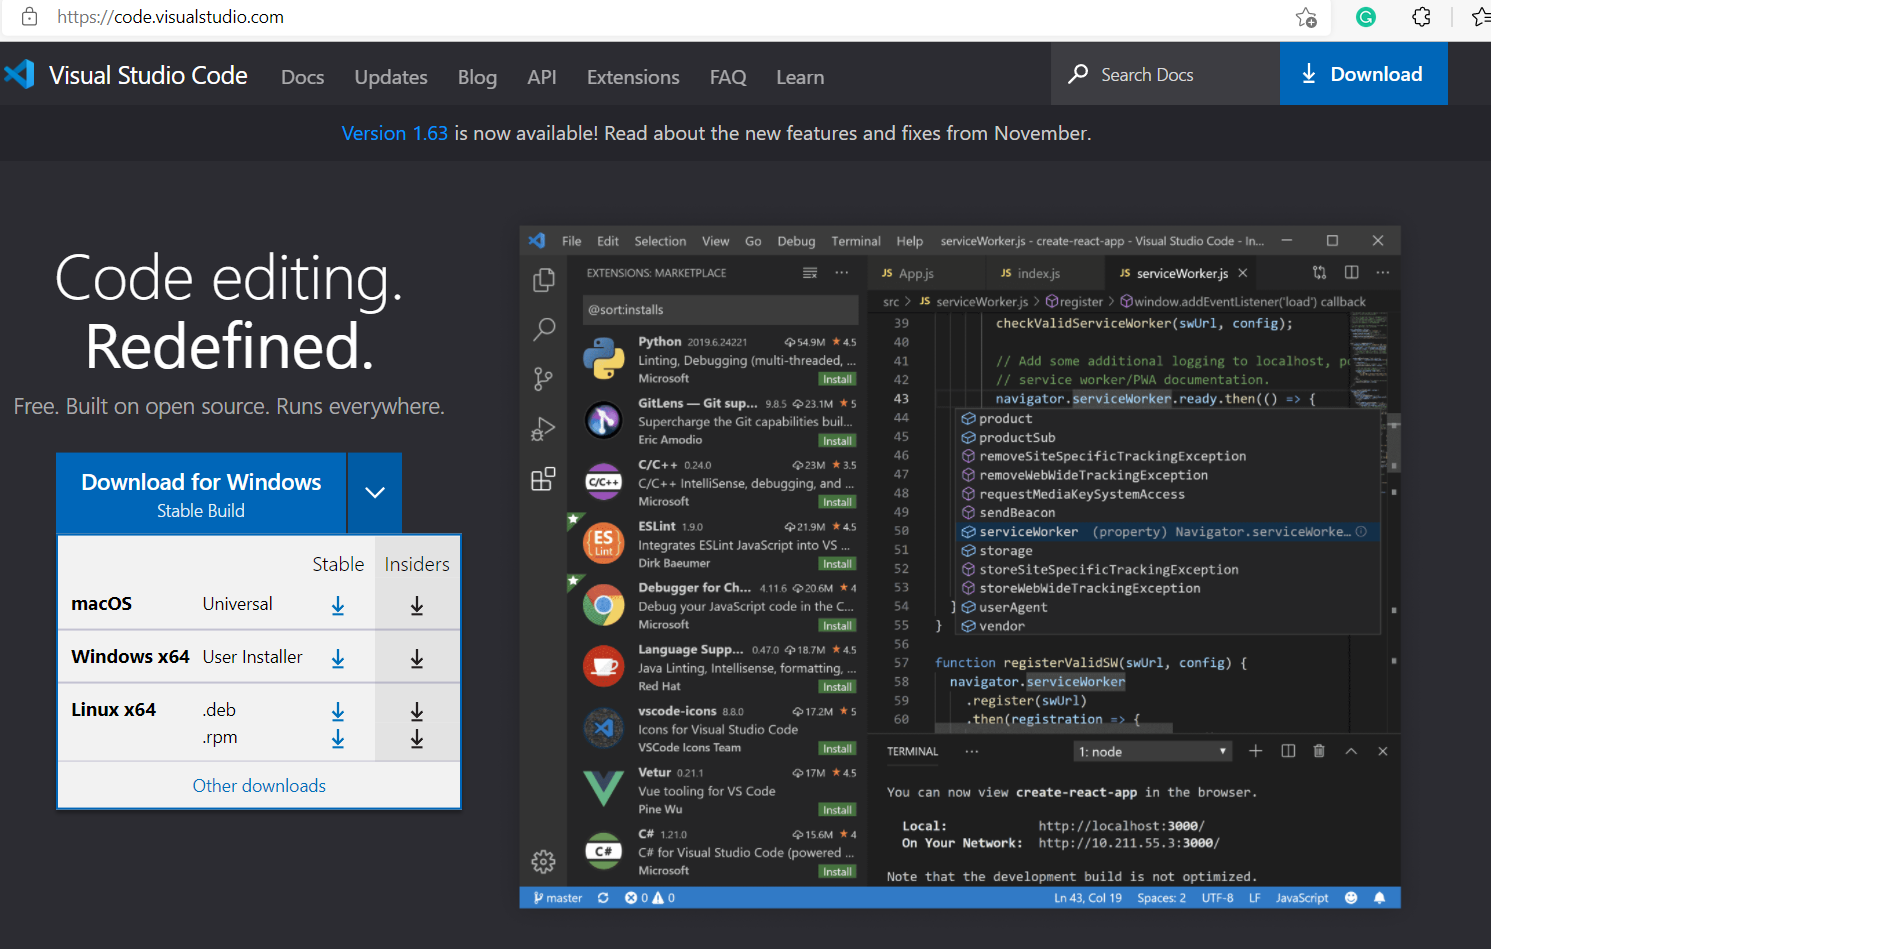 https://code.visualstudio.com
Visual Studio Code Docs Updates Blog API Extensions FAQ Learn Search Docs Download
Version 1.63 is now available! Read about the new features and fixes from November.
Code editing.
Redefined.
Free. Built on open source. Runs everywhere.
Download for Windows
Stable Build
Stable Insiders
macOS Universal
Windows x64 User Installer
Linux x64 .deb
.rpm
Other downloads
File Edit Selection View Go Debug Terminal Help serviceWorker.js - create-react-app - Visual Studio Code - In...
EXTENSIONS: MARKETPLACE
@sort:installs
Python 2019.6.24221 54.9M 4.5
Linting, Debugging (multi-threaded, ...
Microsoft Install
GitLens — Git sup... 9.8.5 23.1M 5
Supercharge the Git capabilities buil...
Eric Amodio Install
C/C++ 0.24.0 23M 3.5
C/C++
C/C++ IntelliSense, debugging, and ...
Microsoft Install
ESLint 1.9.0 21.9M 4.5
ES
Lint
Integrates ESLint JavaScript into VS ...
Dirk Baeumer Install
Debugger for Ch... 4.11.6 20.6M 4
Debug your JavaScript code in the C...
Microsoft Install
Language Supp... 0.47.0 18.7M 4.5
Java Linting, Intellisense, formatting, ...
Red Hat Install
vscode-icons 8.8.0 17.2M 5
Icons for Visual Studio Code
VSCode Icons Team Install
Vetur 0.21.1 17M 4.5
Vue tooling for VS Code
Pine Wu Install
C# 1.21.0 15.6M 4
C#
C# for Visual Studio Code (powered ...
Microsoft Install
JS App.js JS index.js JS serviceWorker.js
src > JS serviceWorker.js > register > window.addEventListener('load') callback
39 checkValidServiceWorker(swUrl, config);
40
41 // Add some additional logging to localhost, po
42 // service worker/PWA documentation.
43 navigator.serviceWorker.ready.then(() => {
44 product
45 productSub
46 removeSiteSpecificTrackingException
47 removeWebWideTrackingException
48 requestMediaKeySystemAccess
49 sendBeacon
50 serviceWorker (property) Navigator.serviceWorke...
51 storage
52 storeSiteSpecificTrackingException
53 storeWebWideTrackingException
54 } userAgent
55 } vendor
56
57 function registerValidSW(swUrl, config) {
58 navigator.serviceWorker
59 .register(swUrl)
60 .then(registration => {
TERMINAL ... 1: node
You can now view create-react-app in the browser.
Local: http://localhost:3000/
On Your Network: http://10.211.55.3:3000/
Note that the development build is not optimized.
master 0 0 Ln 43, Col 19 Spaces: 2 UTF-8 LF JavaScript